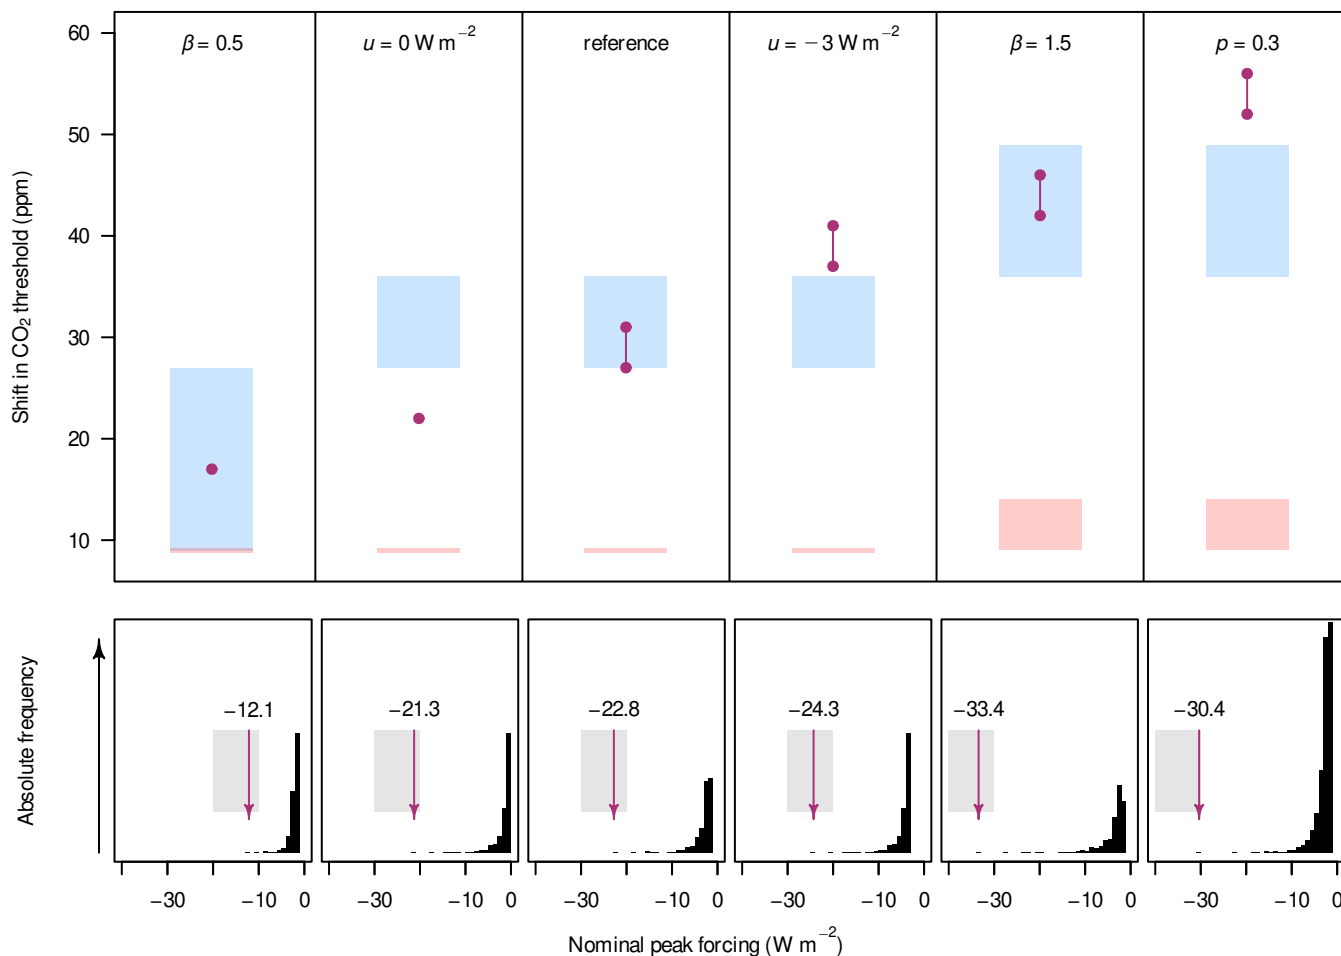 β = 0.5
u = 0 W m−2
reference
u = − 3 W m−2
β = 1.5
p = 0.3
60
50
40
30
20
10
Shift in CO2 threshold (ppm)
Absolute frequency
−12.1
−21.3
−22.8
−24.3
−33.4
−30.4
−30 −10 0
−30 −10 0
−30 −10 0
−30 −10 0
−30 −10 0
−30 −10 0
Nominal peak forcing (W m−2)